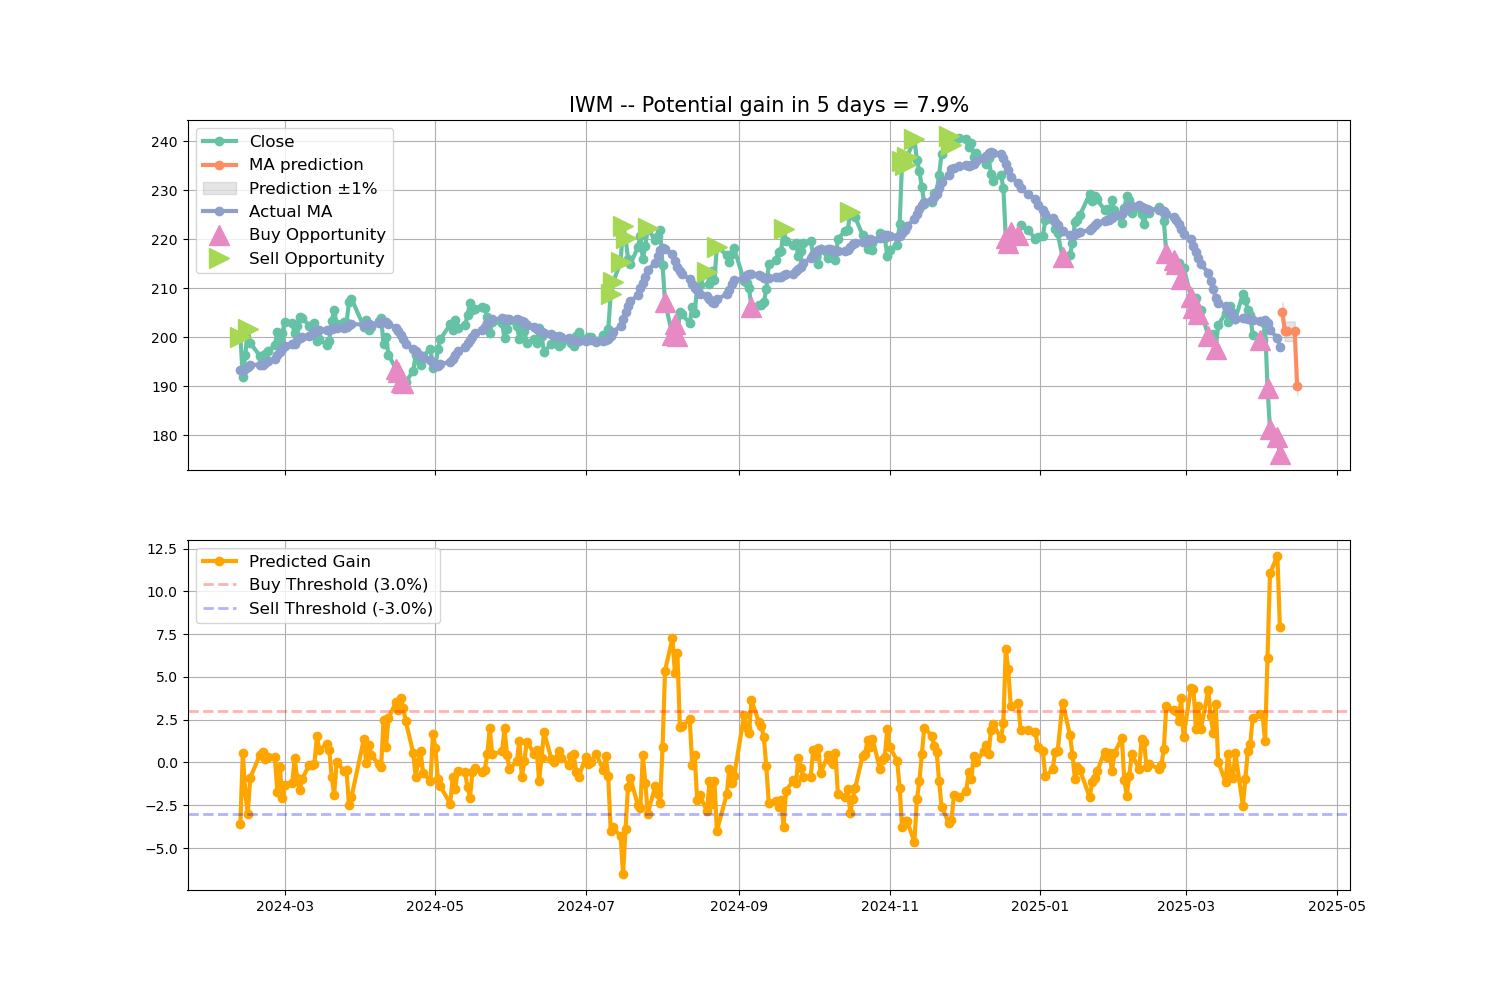 IWM -- Potential gain in 5 days = 7.9%
240
230
220
210
200
190
180
Close
MA prediction
Prediction ±1%
Actual MA
Buy Opportunity
Sell Opportunity
12.5
10.0
7.5
5.0
2.5
0.0
−2.5
−5.0
Predicted Gain
Buy Threshold (3.0%)
Sell Threshold (-3.0%)
2024-03
2024-05
2024-07
2024-09
2024-11
2025-01
2025-03
2025-05